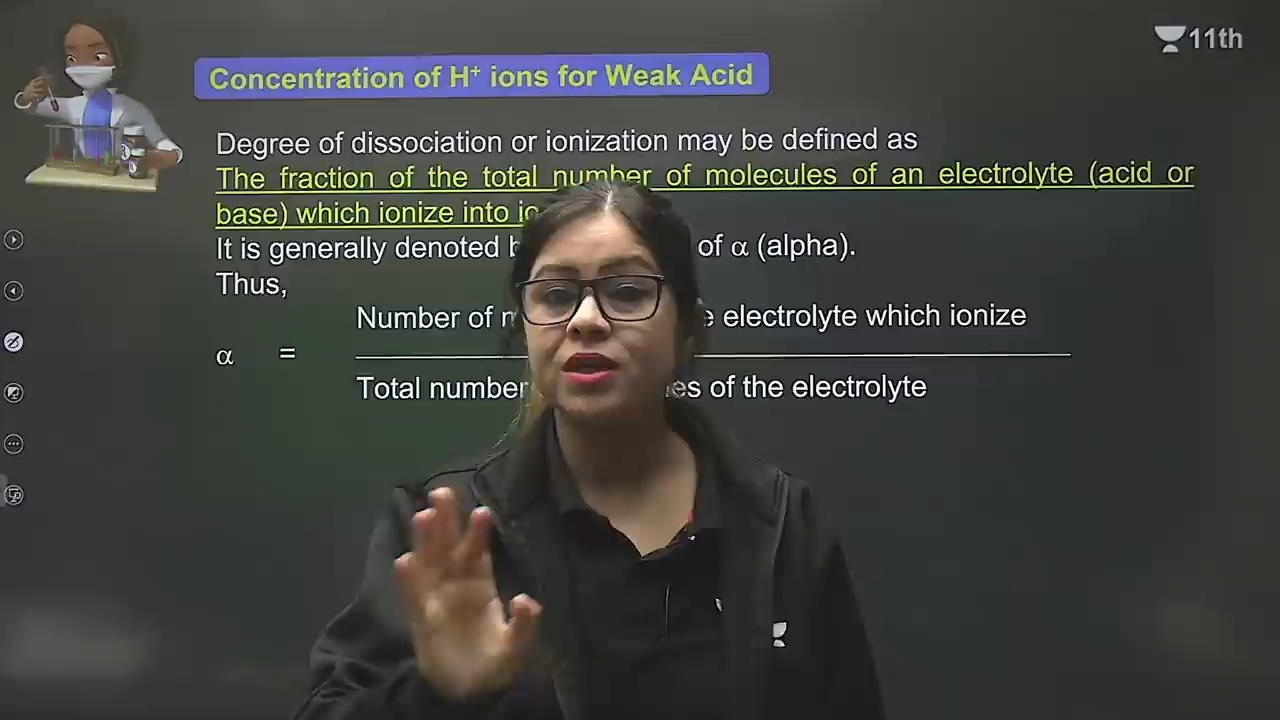 11th
Concentration of H⁺ ions for Weak Acid
Degree of dissociation or ionization may be defined as
The fraction of the total number of molecules of an electrolyte (acid or
base) which ionize into
It is generally denoted of α (alpha).
Thus,
Number of electrolyte which ionize
α =
Total number of the electrolyte